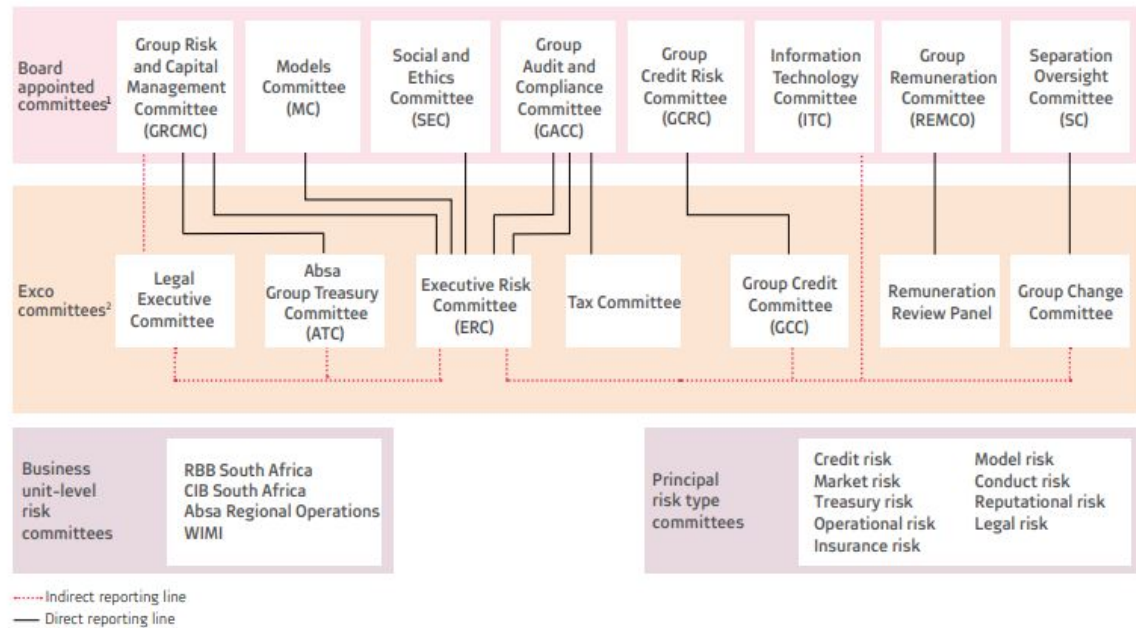 Board
appointed
committees¹
Group Risk
and Capital
Management
Committee
(GRCMC)
Models
Committee
(MC)
Social and
Ethics
Committee
(SEC)
Group
Audit and
Compliance
Committee
(GACC)
Group
Credit Risk
Committee
(GCRC)
Information
Technology
Committee
(ITC)
Group
Remuneration
Committee
(REMCO)
Separation
Oversight
Committee
(SC)
Exco
committees²
Legal
Executive
Committee
Absa
Group Treasury
Committee
(ATC)
Executive Risk
Committee
(ERC)
Tax Committee
Group Credit
Committee
(GCC)
Remuneration
Review Panel
Group Change
Committee
Business
unit-level
risk
committees
RBB South Africa
CIB South Africa
Absa Regional Operations
WIMI
Principal
risk type
committees
Credit risk
Market risk
Treasury risk
Operational risk
Insurance risk
Model risk
Conduct risk
Reputational risk
Legal risk
Indirect reporting line
Direct reporting line